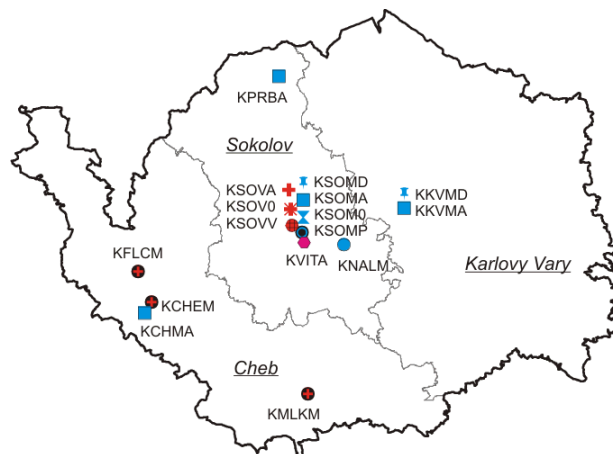 KPRBA
Sokolov
KSOVA
KSOMD
KSOMA
KSOV0
KSOM0
KSOVV
KSOMP
KKVMD
KKVMA
KVITA
KNALM
Karlovy Vary
KFLCM
KCHEM
KCHMA
Cheb
KMLKM